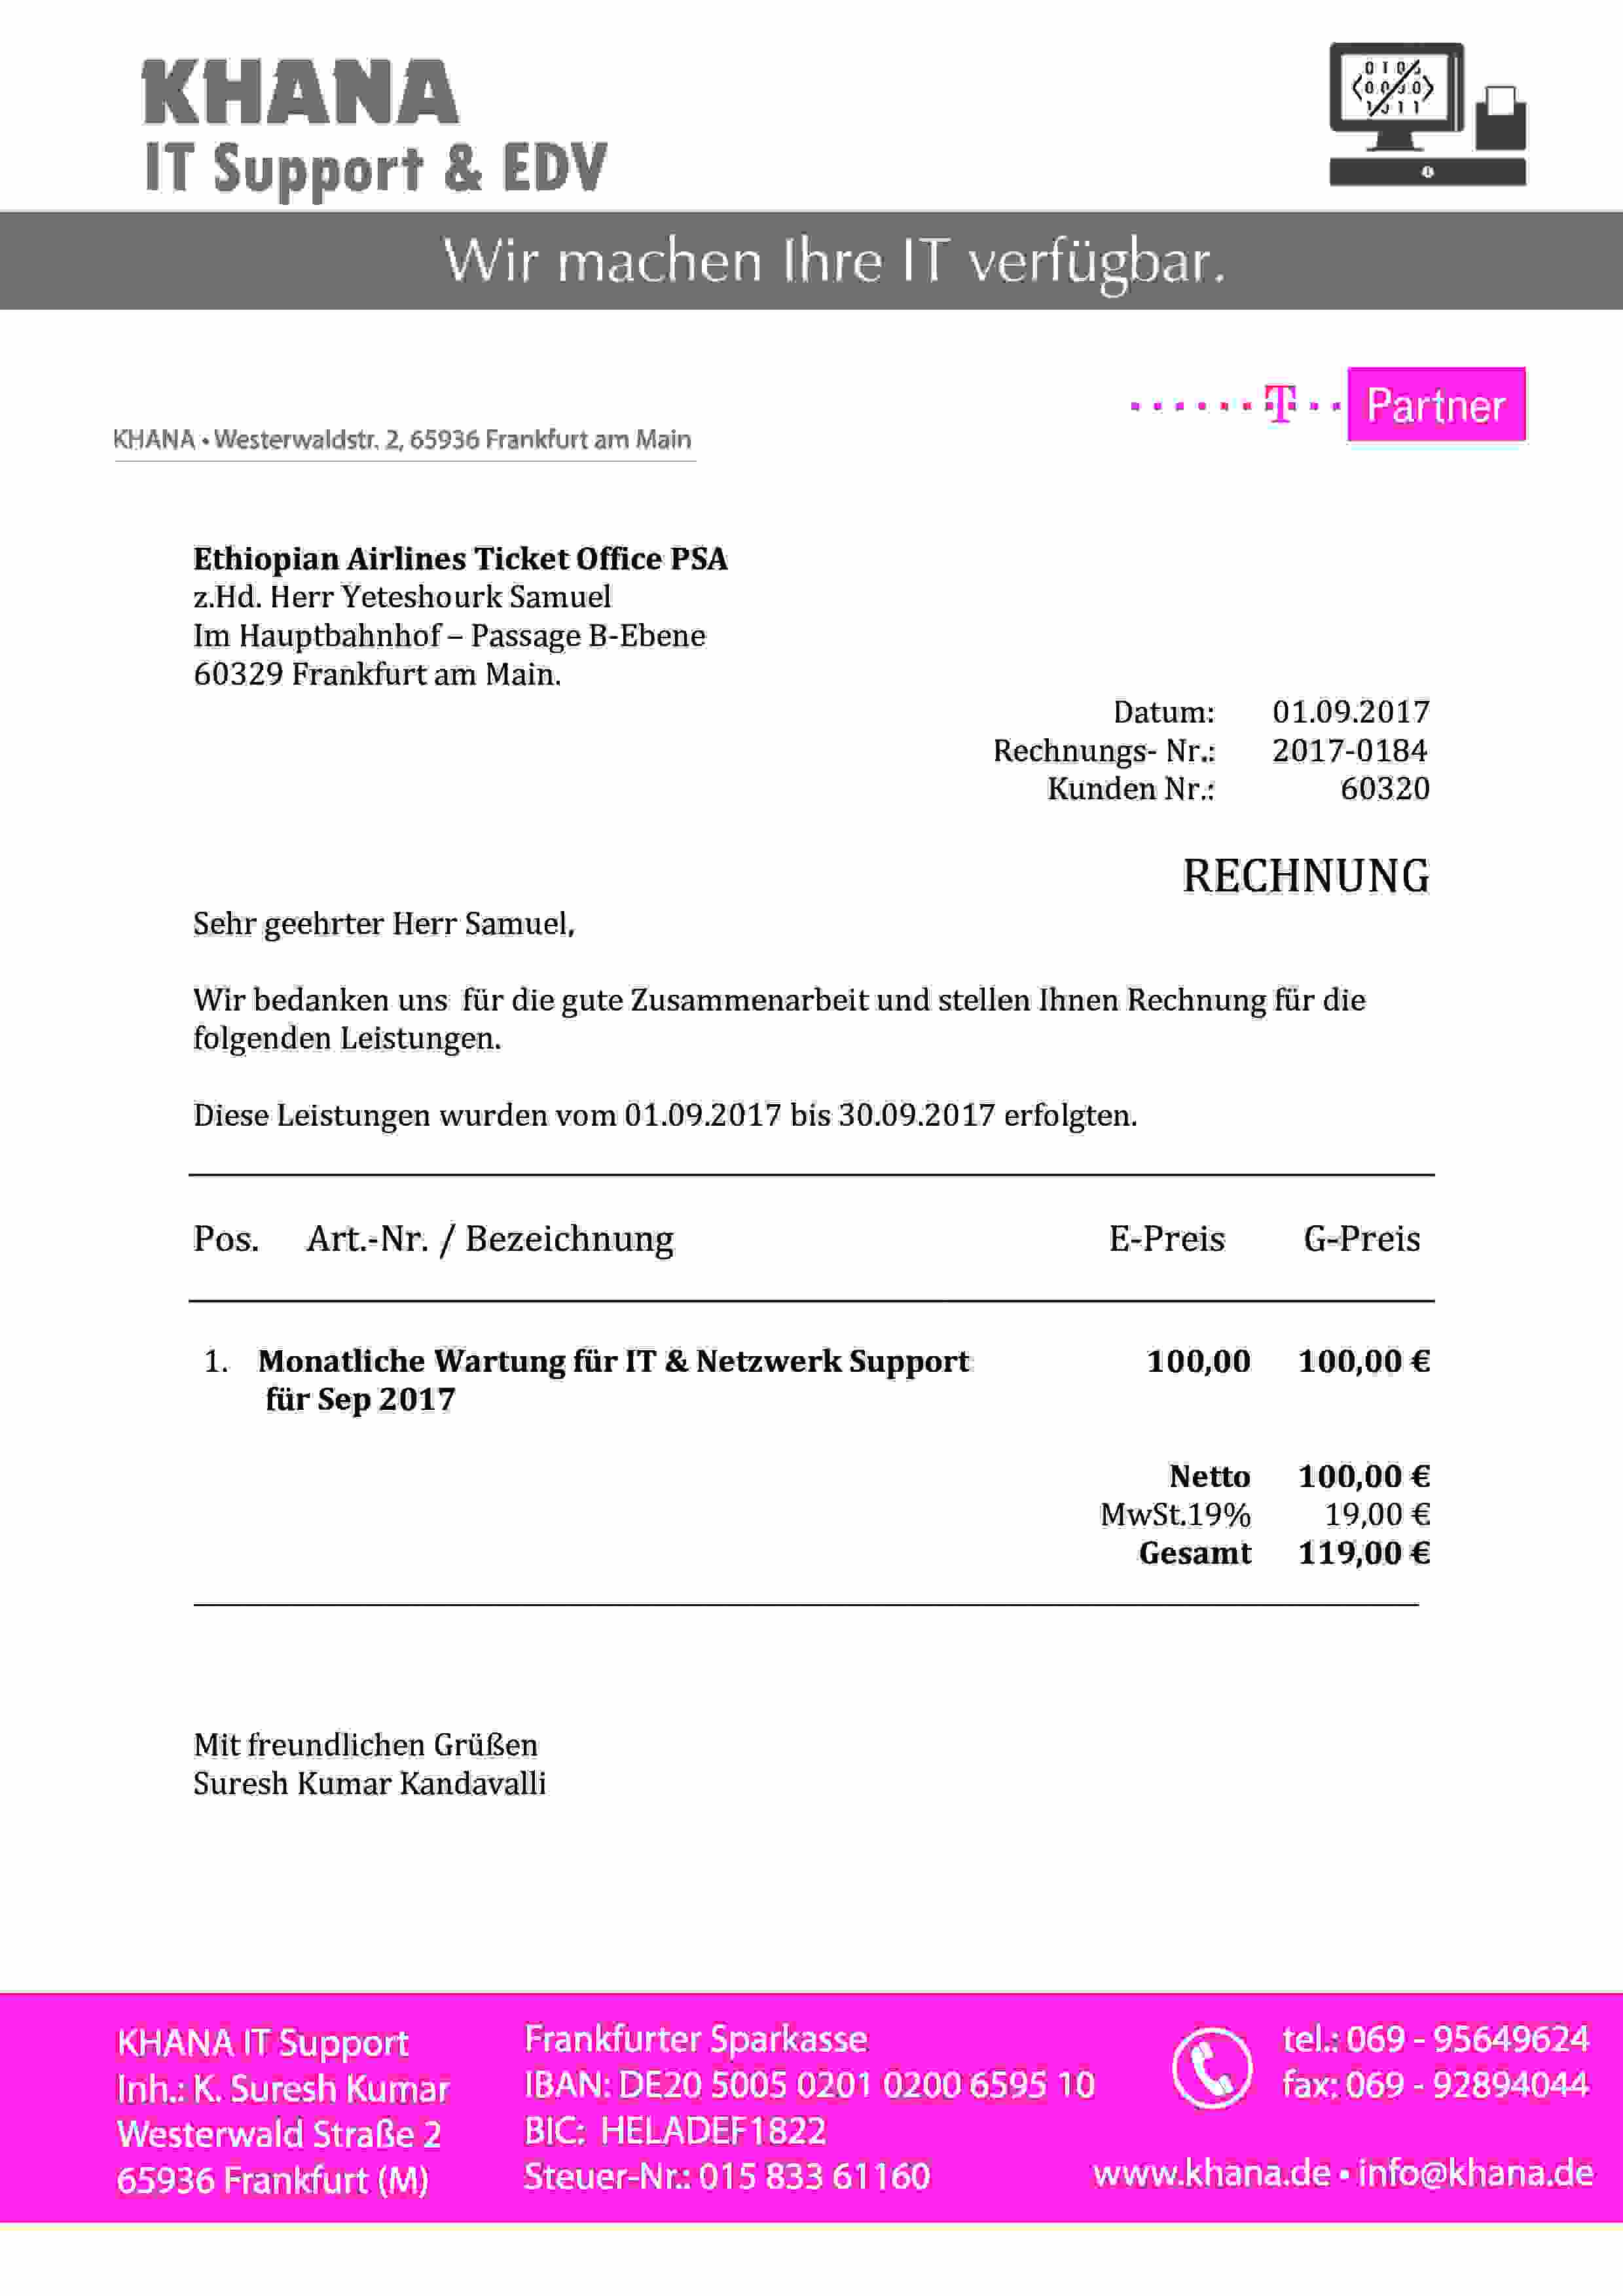 KHANA
IT Support & EDV
Wir machen Ihre IT verfügbar.
T Partner
KHANA • Westerwaldstr. 2, 65936 Frankfurt am Main
Ethiopian Airlines Ticket Office PSA
z.Hd. Herr Yeteshourk Samuel
Im Hauptbahnhof – Passage B-Ebene
60329 Frankfurt am Main.
Datum: 01.09.2017
Rechnungs- Nr.: 2017-0184
Kunden Nr.: 60320
RECHNUNG
Sehr geehrter Herr Samuel,
Wir bedanken uns für die gute Zusammenarbeit und stellen Ihnen Rechnung für die
folgenden Leistungen.
Diese Leistungen wurden vom 01.09.2017 bis 30.09.2017 erfolgten.
Pos. Art.-Nr. / Bezeichnung E-Preis G-Preis
1. Monatliche Wartung für IT & Netzwerk Support 100,00 100,00 €
für Sep 2017
Netto 100,00 €
MwSt.19% 19,00 €
Gesamt 119,00 €
Mit freundlichen Grüßen
Suresh Kumar Kandavalli
KHANA IT Support
Inh.: K. Suresh Kumar
Westerwald Straße 2
65936 Frankfurt (M)
Frankfurter Sparkasse
IBAN: DE20 5005 0201 0200 6595 10
BIC: HELADEF1822
Steuer-Nr.: 015 833 61160
tel.: 069 - 95649624
fax: 069 - 92894044
www.khana.de • info@khana.de